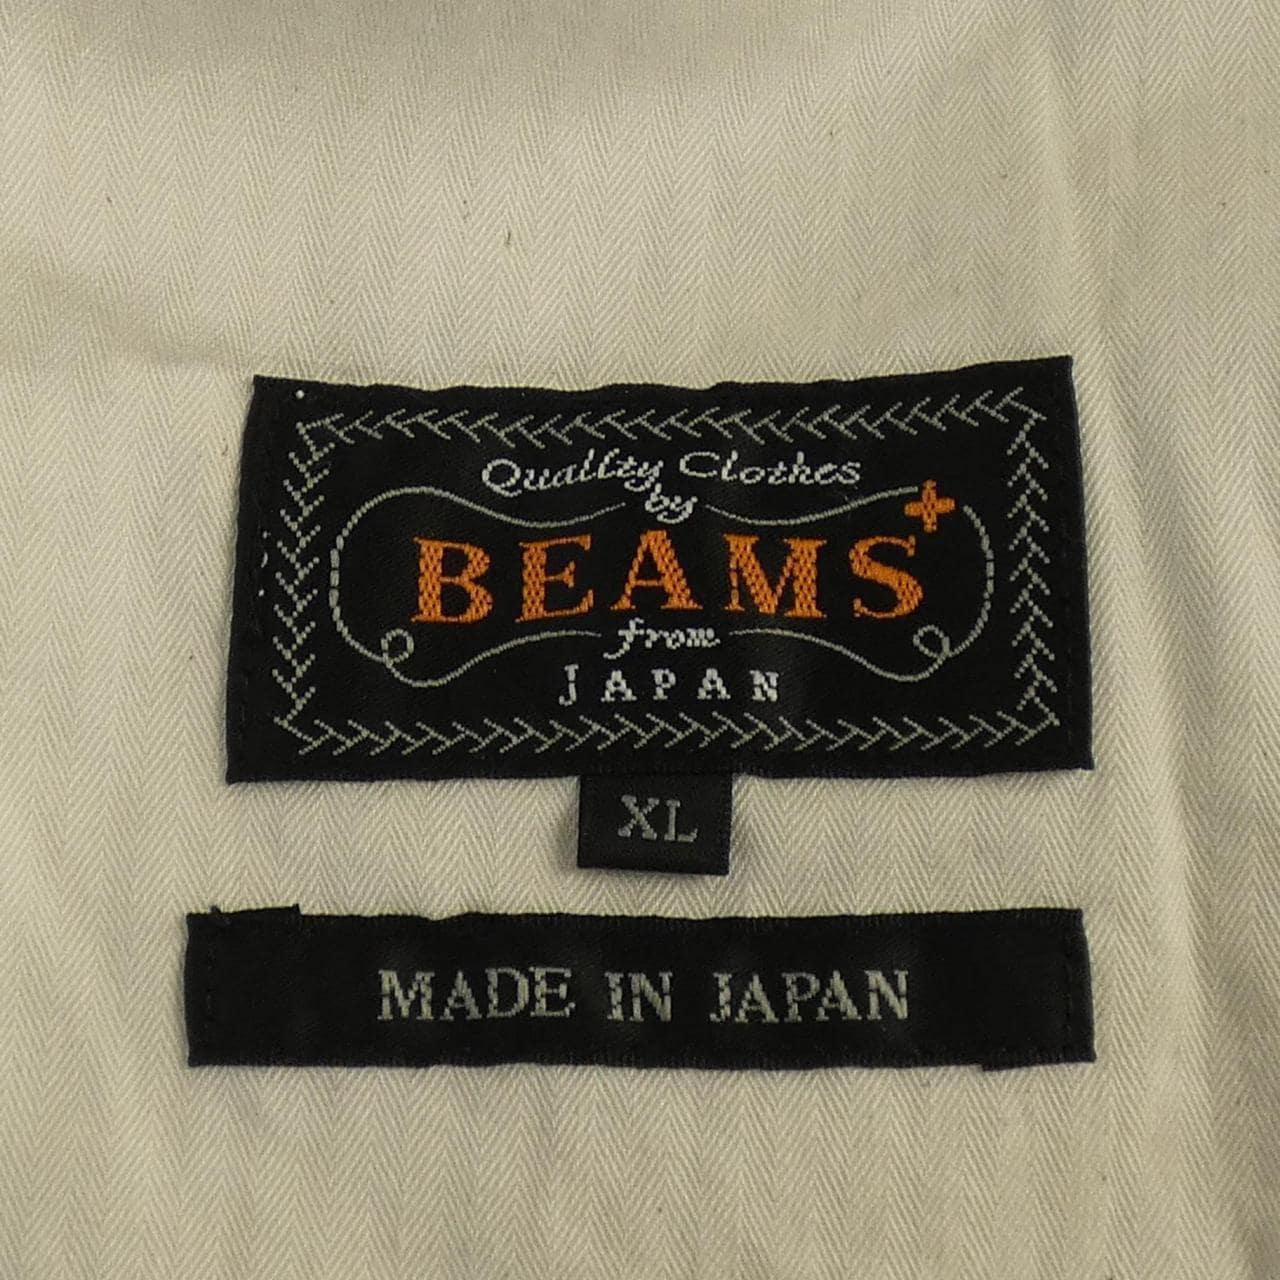 Quality Clothes
by
BEAMS+
from
JAPAN
XL
MADE IN JAPAN